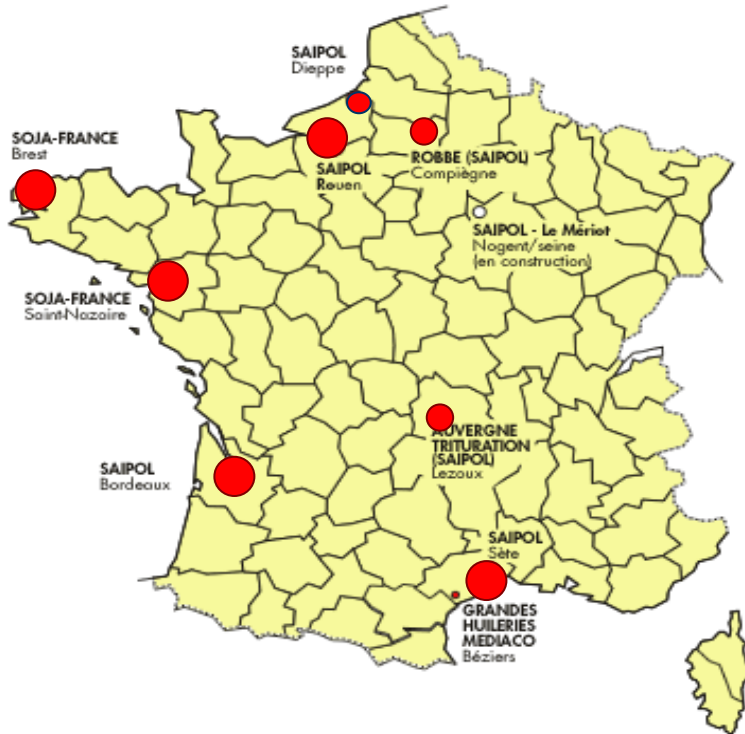 SAIPOL
Dieppe
SOJA-FRANCE
Brest
SAIPOL
Rouen
ROBBE (SAIPOL)
Compiègne
SAIPOL - Le Mériot
Nogent/seine
(en construction)
SOJA-FRANCE
Saint-Nazaire
AUVERGNE
TRITURATION
(SAIPOL)
Lezoux
SAIPOL
Bordeaux
SAIPOL
Sète
GRANDES
HUILERIES
MEDIACO
Béziers